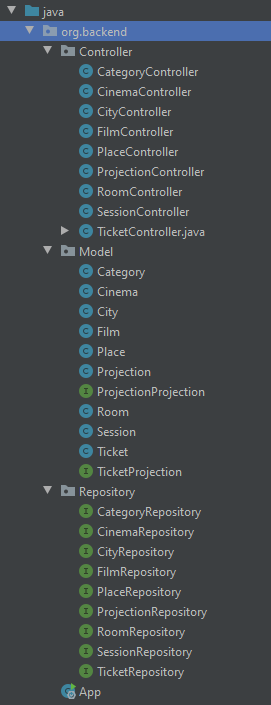 java
org.backend
Controller
CategoryController
CinemaController
CityController
FilmController
PlaceController
ProjectionController
RoomController
SessionController
TicketController.java
Model
Category
Cinema
City
Film
Place
Projection
ProjectionProjection
Room
Session
Ticket
TicketProjection
Repository
CategoryRepository
CinemaRepository
CityRepository
FilmRepository
PlaceRepository
ProjectionRepository
RoomRepository
SessionRepository
TicketRepository
App